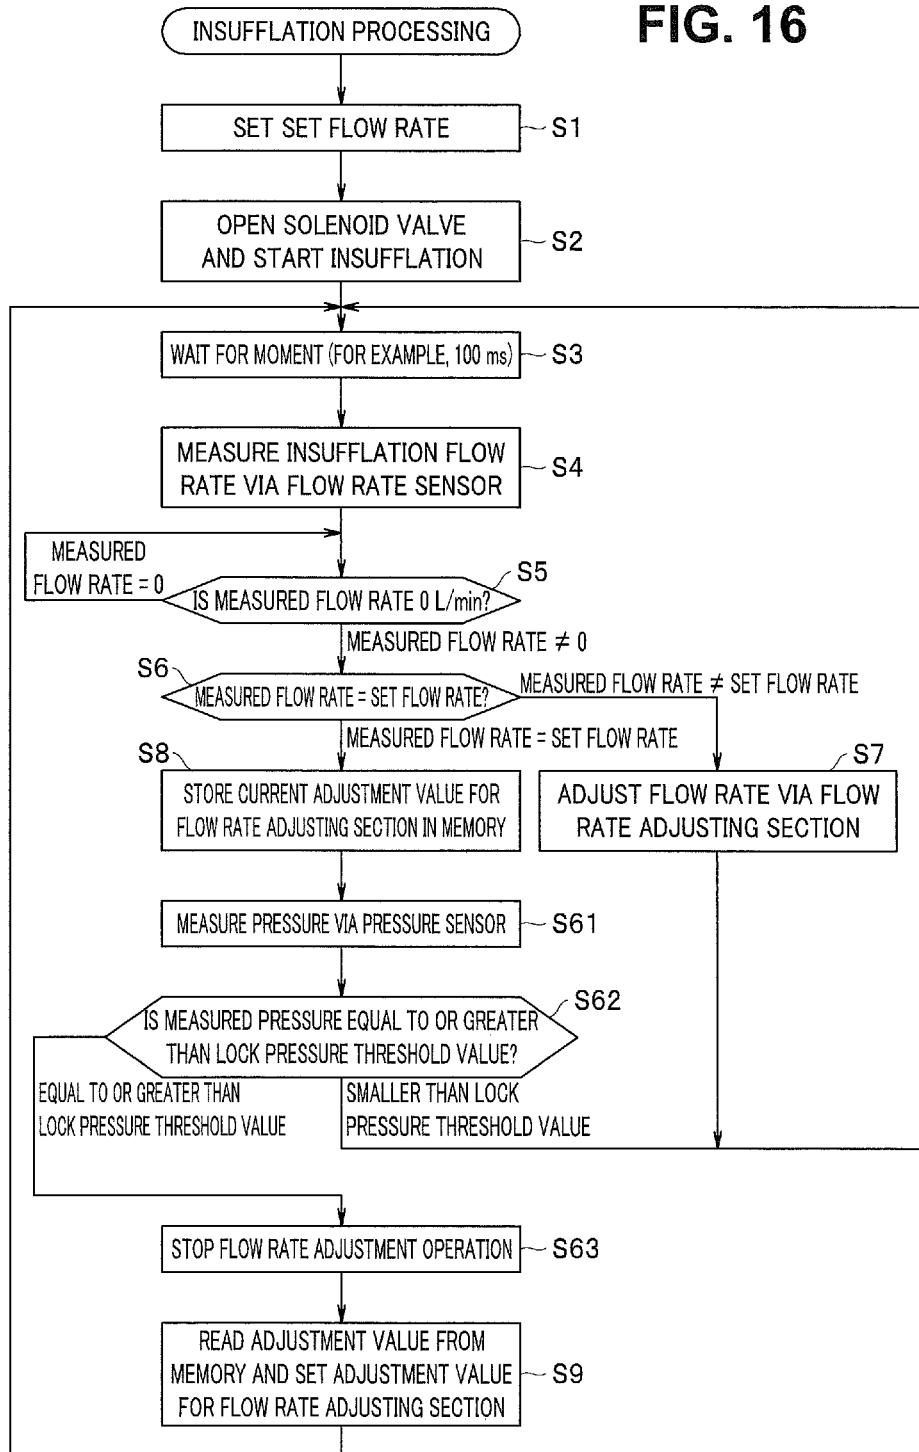 FIG. 16
INSUFFLATION PROCESSING
SET SET FLOW RATE
S1
OPEN SOLENOID VALVE
AND START INSUFFLATION
S2
WAIT FOR MOMENT (FOR EXAMPLE, 100 ms)
S3
MEASURE INSUFFLATION FLOW
RATE VIA FLOW RATE SENSOR
S4
MEASURED
FLOW RATE = 0
S5
IS MEASURED FLOW RATE 0 L/min?
MEASURED FLOW RATE ≠ 0
S6
MEASURED FLOW RATE = SET FLOW RATE?
MEASURED FLOW RATE ≠ SET FLOW RATE
MEASURED FLOW RATE = SET FLOW RATE
S8
STORE CURRENT ADJUSTMENT VALUE FOR
FLOW RATE ADJUSTING SECTION IN MEMORY
S7
ADJUST FLOW RATE VIA FLOW
RATE ADJUSTING SECTION
MEASURE PRESSURE VIA PRESSURE SENSOR
S61
S62
IS MEASURED PRESSURE EQUAL TO OR GREATER
THAN LOCK PRESSURE THRESHOLD VALUE?
EQUAL TO OR GREATER THAN
LOCK PRESSURE THRESHOLD VALUE
SMALLER THAN LOCK
PRESSURE THRESHOLD VALUE
STOP FLOW RATE ADJUSTMENT OPERATION
S63
READ ADJUSTMENT VALUE FROM
MEMORY AND SET ADJUSTMENT VALUE
FOR FLOW RATE ADJUSTING SECTION
S9